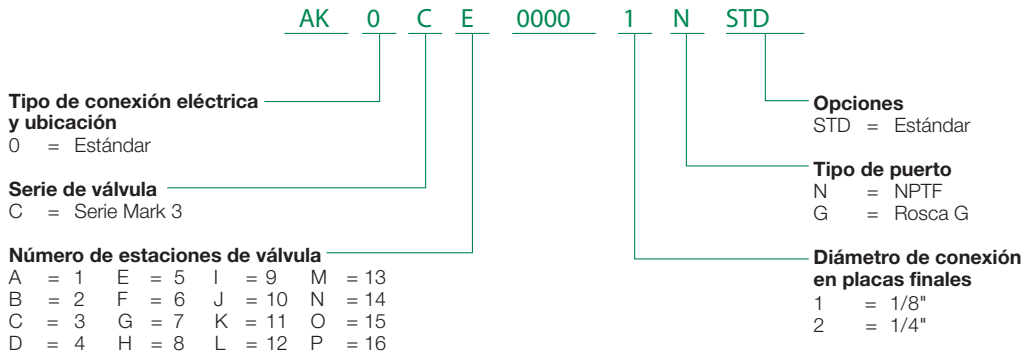 AK 0 C E 0000 1 N STD
Tipo de conexión eléctrica
y ubicación
0 = Estándar
Serie de válvula
C = Serie Mark 3
Número de estaciones de válvula
A = 1 E = 5 I = 9 M = 13
B = 2 F = 6 J = 10 N = 14
C = 3 G = 7 K = 11 O = 15
D = 4 H = 8 L = 12 P = 16
Opciones
STD = Estándar
Tipo de puerto
N = NPTF
G = Rosca G
Diámetro de conexión
en placas finales
1 = 1/8"
2 = 1/4"